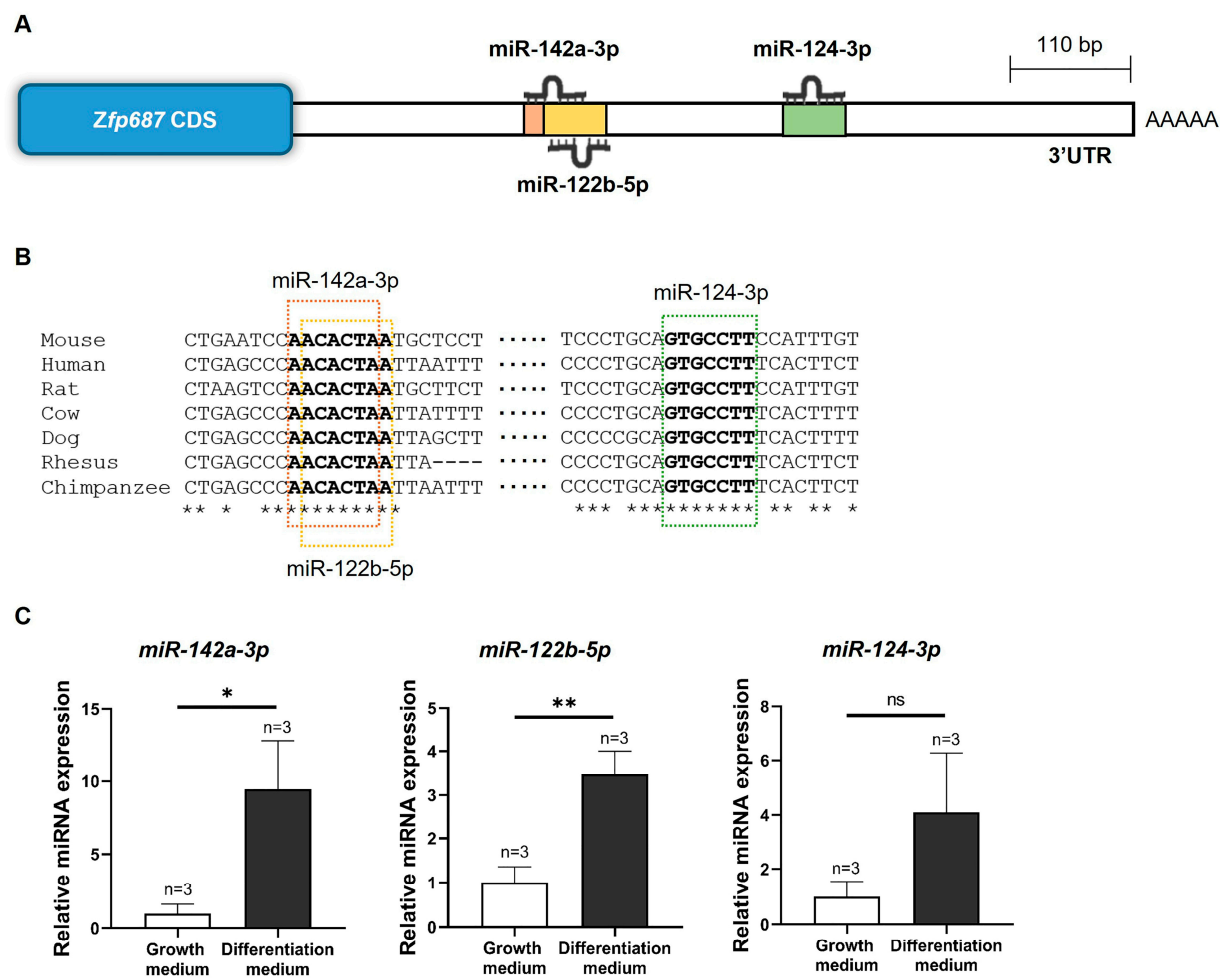 A
miR-142a-3p
miR-124-3p
110 bp
Zfp687 CDS
AAAAA
3’UTR
miR-122b-5p
B
miR-142a-3p
miR-124-3p
Mouse CTGAATCCAACACTAATGCTCCT ····· TCCCTGCAGTGCCTTCCATTTGT
Human CTGAGCCCAACACTAATTAATTT ····· CCCCTGCAGTGCCTTTCACTTCT
Rat CTAAGTCCAACACTAATGCTTCT ····· TCCCTGCAGTGCCTTCCATTTGT
Cow CTGAGCCCAACACTAATTATTTT ····· CCCCTGCAGTGCCTTTCACTTTT
Dog CTGAGCCCAACACTAATTAGCTT ····· CCCCCGCAGTGCCTTTCACTTTT
Rhesus CTGAGCCCAACACTAATTA---- ····· CCCCTGCAGTGCCTTTCACTTCT
Chimpanzee CTGAGCCCAACACTAATTAATTT ····· CCCCTGCAGTGCCTTTCACTTCT
** * *********** *** *********** ** ** *
miR-122b-5p
C
miR-142a-3p
Relative miRNA expression
15
10
5
0
*
n=3
n=3
Growth medium
Differentiation medium
miR-122b-5p
Relative miRNA expression
5
4
3
2
1
0
**
n=3
n=3
Growth medium
Differentiation medium
miR-124-3p
Relative miRNA expression
8
6
4
2
0
ns
n=3
n=3
Growth medium
Differentiation medium